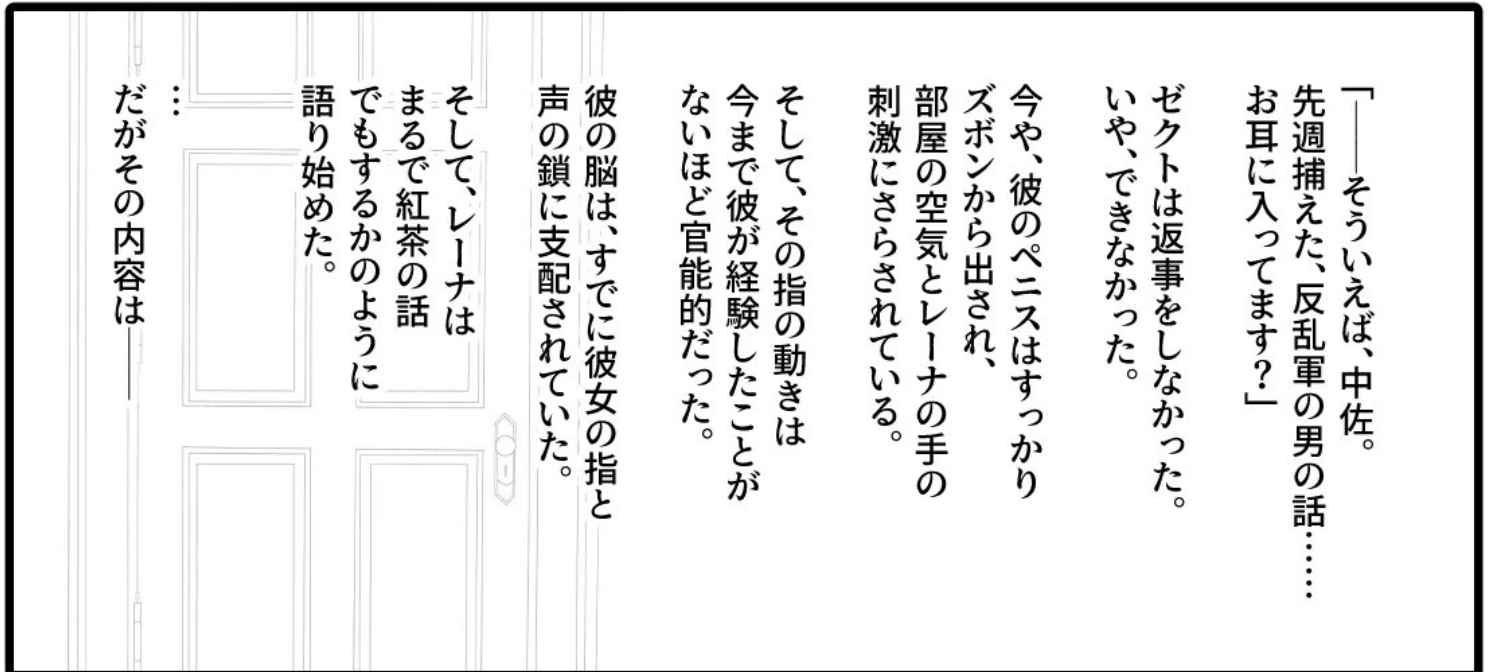 「――そういえば、中佐。
先週捕えた、反乱軍の男の話……
お耳に入ってます?」
ゼクトは返事をしなかった。
いや、できなかった。
今や、彼のペニスはすっかり
ズボンから出され、
部屋の空気とレーナの手の
刺激にさらされている。
そして、その指の動きは
今まで彼が経験したことが
ないほど官能的だった。
彼の脳は、すでに彼女の指と
声の鎖に支配されていた。
そして、レーナは
まるで紅茶の話
でもするかのように
語り始めた。
…
だがその内容は――